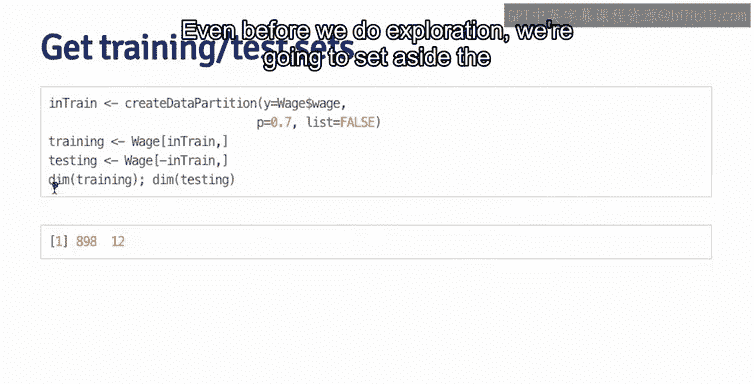 Even before we do exploration, we're
going to set aside the
Get training/test sets
inTrain <- createDataPartition(y=Wage$wage,
p=0.7, list=FALSE)
training <- Wage[inTrain,]
testing <- Wage[-inTrain,]
dim(training); dim(testing)
[1] 898 12